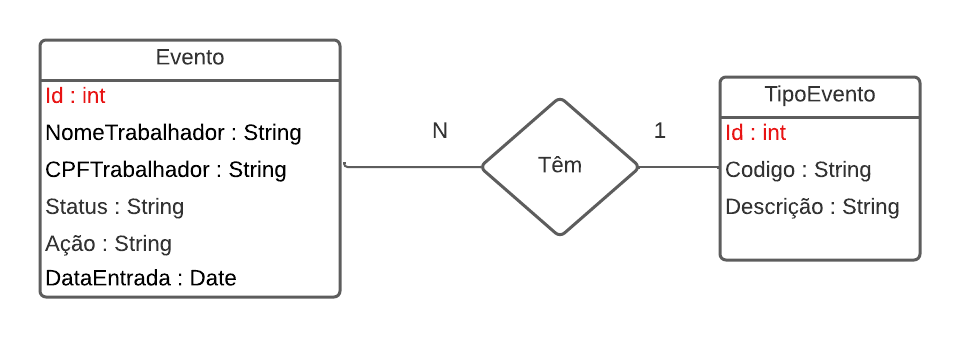 Evento
Id : int
NomeTrabalhador : String
CPFTrabalhador : String
Status : String
Ação : String
DataEntrada : Date
N
Têm
1
TipoEvento
Id : int
Codigo : String
Descrição : String